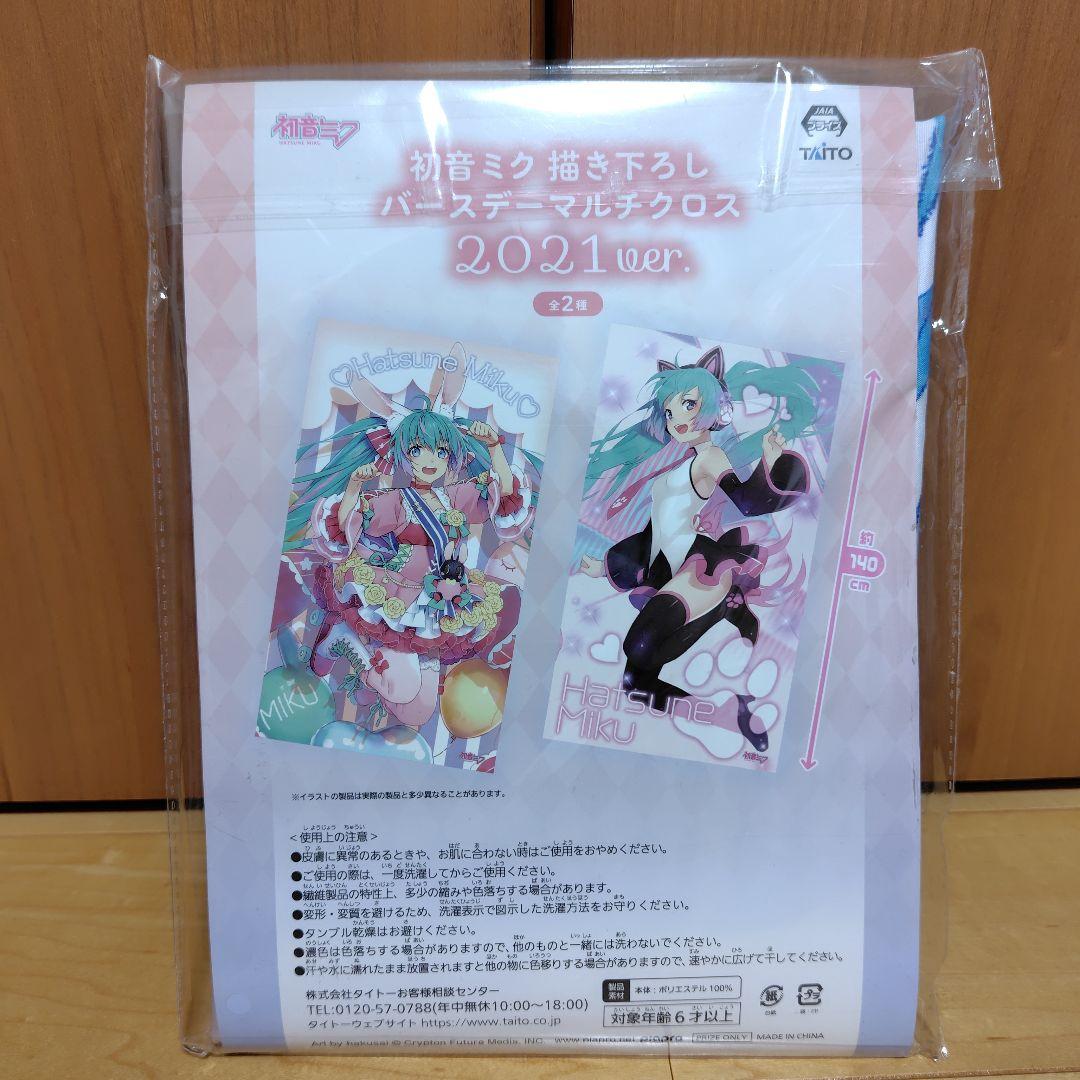 初音ミク
HATSUNE MIKU
JAIA
プライズ
TAITO
初音ミク 描き下ろし
バースデーマルチクロス
2021 ver.
全2種
♡Hatsune Miku♡
MIKU
初音ミク
Hatsune
Miku
初音ミク
約
140
cm
※イラストの製品は実際の製品と多少異なることがあります。
＜使用上の注意＞
●皮膚に異常のあるときや、お肌に合わない時はご使用をおやめください。
●ご使用の際は、一度洗濯してからご使用ください。
●繊維製品の特性上、多少の縮みや色落ちする場合があります。
●変形・変質を避けるため、洗濯表示で図示した洗濯方法をお守りください。
●タンブル乾燥はお避けください。
●濃色は色落ちする場合がありますので、他のものと一緒には洗わないでください。
●汗や水に濡れたまま放置されますと他の物に色移りする場合がありますので、速やかに広げて干してください。
株式会社タイトーお客様相談センター
TEL:0120-57-0788(年中無休10:00～18:00)
タイトーウェブサイト https://www.taito.co.jp
製品素材 本体：ポリエステル100%
対象年齢6才以上
紙
台紙
プラ
袋
Art by hakusai © Crypton Future Media, INC. www.piapro.net piapro PRIZE ONLY MADE IN CHINA